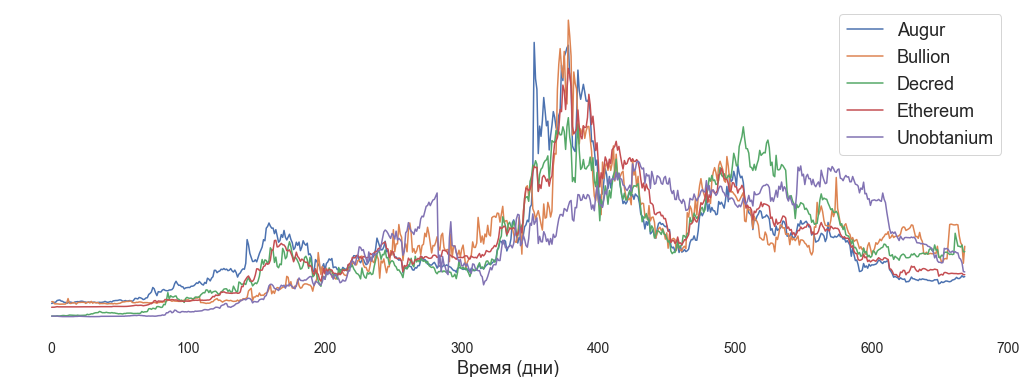 Augur
Bullion
Decred
Ethereum
Unobtanium
0 100 200 300 400 500 600 700
Время (дни)